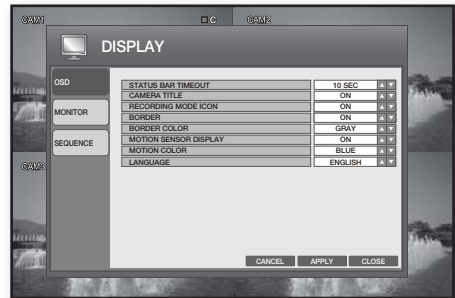 CAM1 C CAM2
DISPLAY
OSD
MONITOR
SEQUENCE
STATUS BAR TIMEOUT 10 SEC
CAMERA TITLE ON
RECORDING MODE ICON ON
BORDER ON
BORDER COLOR GRAY
MOTION SENSOR DISPLAY ON
MOTION COLOR BLUE
LANGUAGE ENGLISH
CAM3
CANCEL APPLY CLOSE